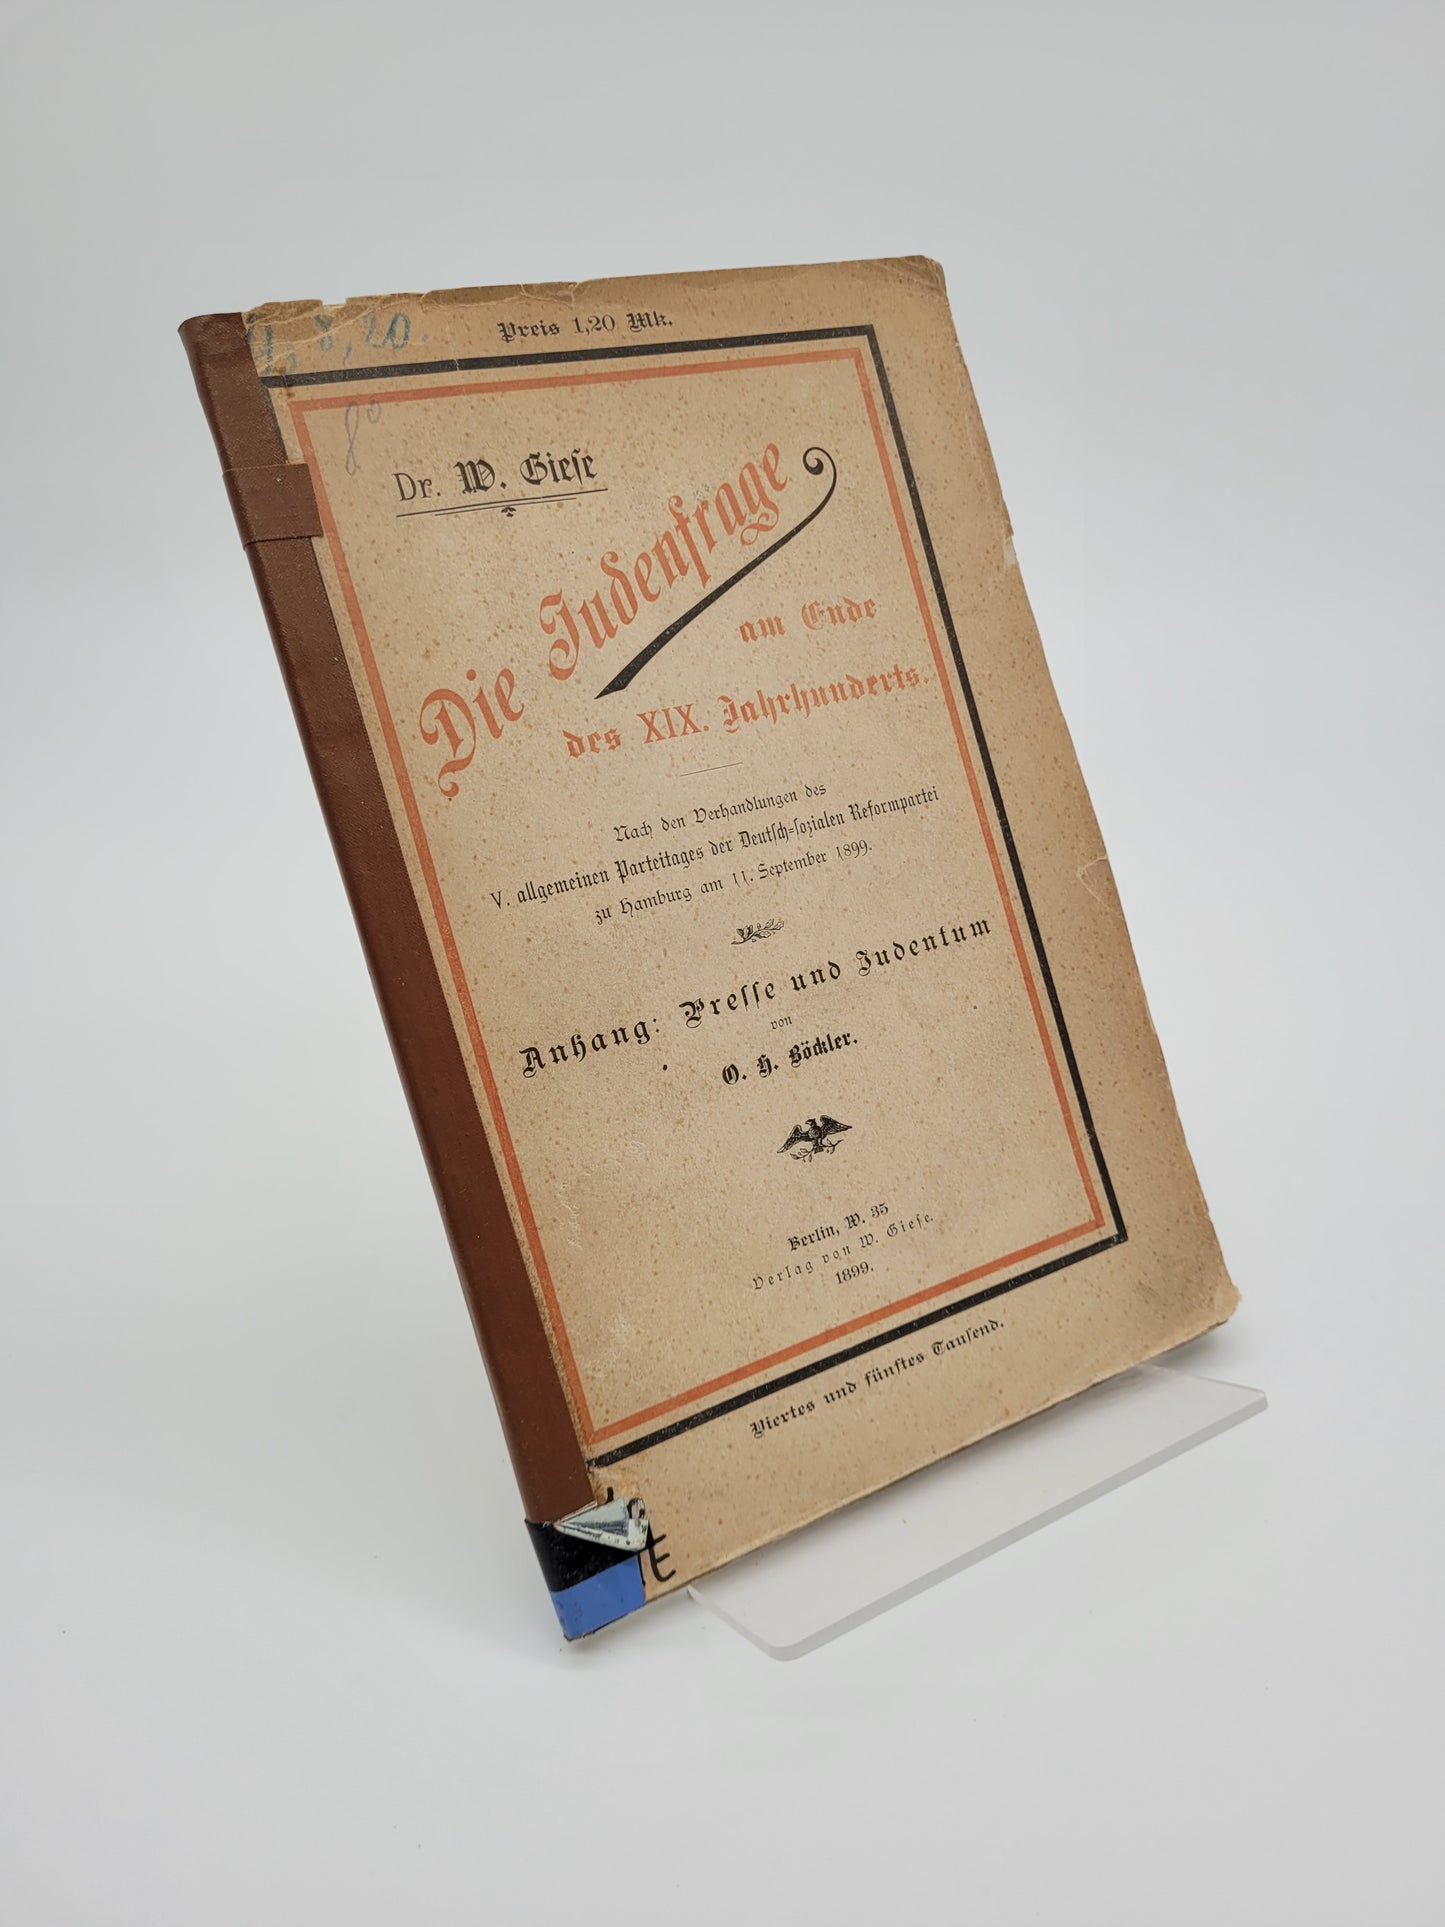 Preis 1,20 Mk.
8°
Dr. W. Gieſe
Die Judenfrage
am Ende
des XIX. Jahrhunderts.
Nach den Verhandlungen des
V. allgemeinen Parteitages der Deutſch=ſozialen Reformpartei
zu Hamburg am 11. September 1899.
Anhang: Preſſe und Judentum
von
O. H. Böckler.
Berlin, W. 35
Verlag von W. Gieſe.
1899.
Viertes und fünftes Tauſend.